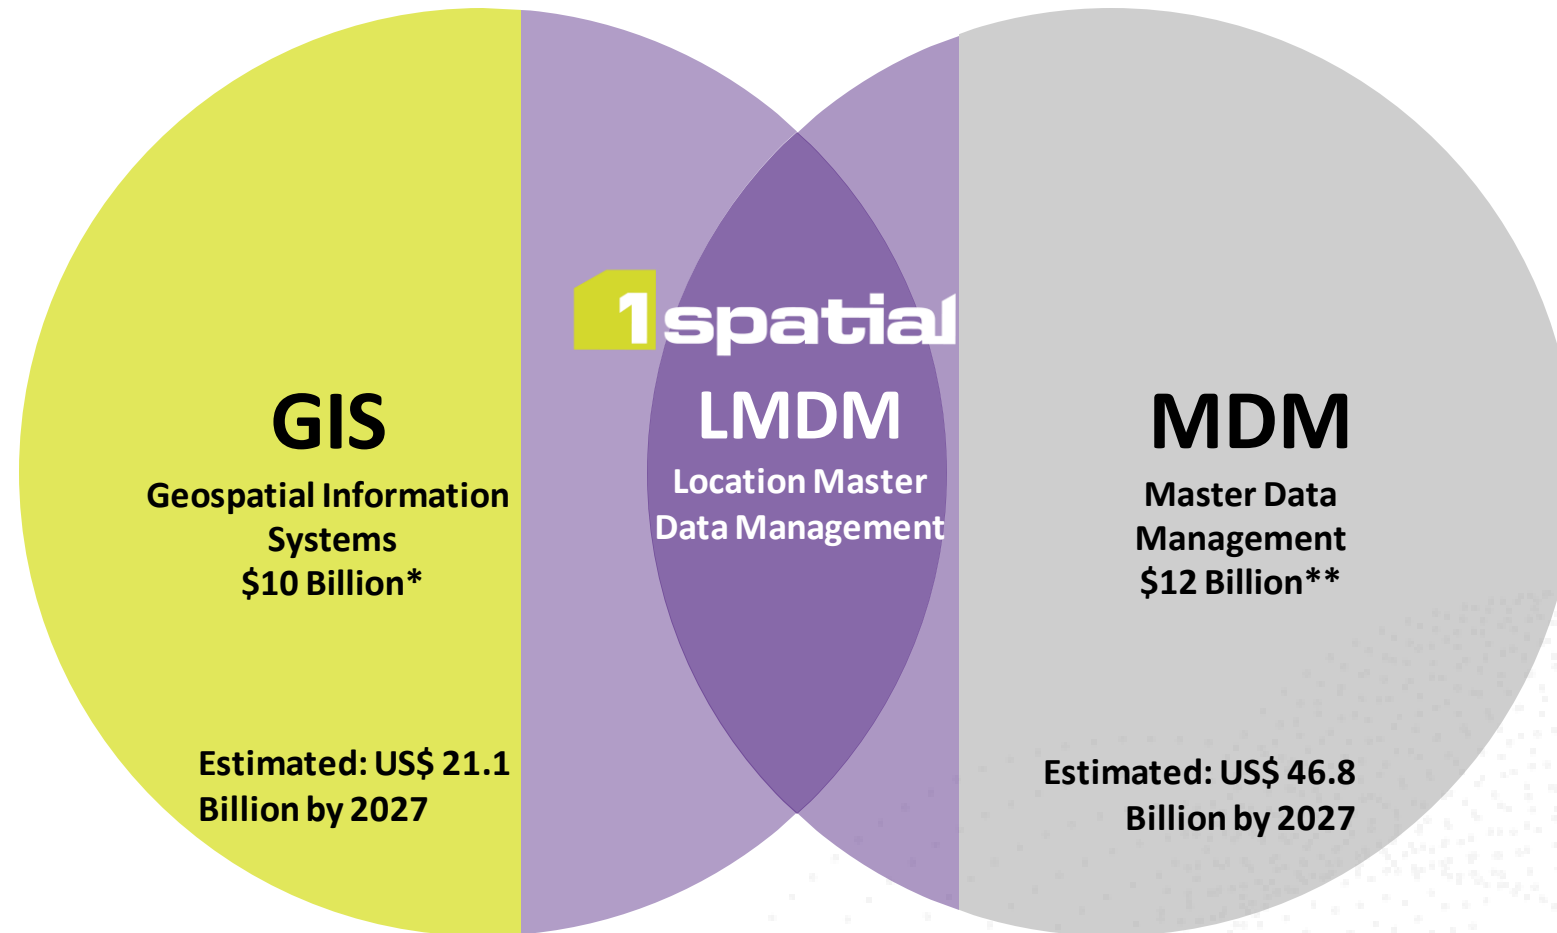 1spatial
GIS
Geospatial Information
Systems
$10 Billion*
Estimated: US$ 21.1
Billion by 2027
LMDM
Location Master
Data Management
MDM
Master Data
Management
$12 Billion**
Estimated: US$ 46.8
Billion by 2027